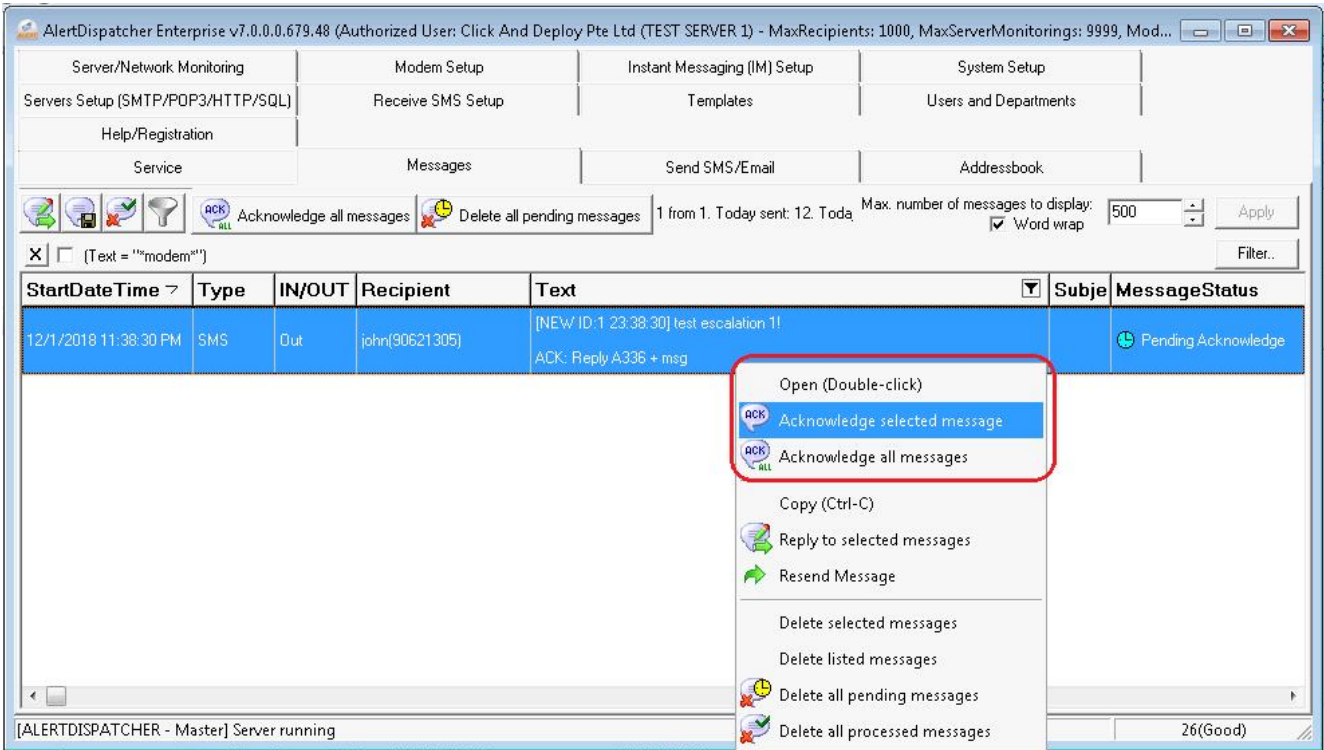 AlertDispatcher Enterprise v7.0.0.0.679.48 (Authorized User: Click And Deploy Pte Ltd (TEST SERVER 1) - MaxRecipients: 1000, MaxServerMonitorings: 9999, Mod...
Server/Network Monitoring Modem Setup Instant Messaging (IM) Setup System Setup
Servers Setup (SMTP/POP3/HTTP/SQL) Receive SMS Setup Templates Users and Departments
Help/Registration
Service Messages Send SMS/Email Addressbook
ACK ALL Acknowledge all messages Delete all pending messages 1 from 1. Today sent: 12. Toda Max. number of messages to display: 500 Apply
Word wrap
X (Text = "*modem*") Filter..
StartDateTime Type IN/OUT Recipient Text Subje MessageStatus
[NEW ID:1 23:38:30] test escalation 1!
12/1/2018 11:38:30 PM SMS Out john(90621305) Pending Acknowledge
ACK: Reply A336 + msg
Open (Double-click)
ACK Acknowledge selected message
ACK ALL Acknowledge all messages
Copy (Ctrl-C)
Reply to selected messages
Resend Message
Delete selected messages
Delete listed messages
Delete all pending messages
Delete all processed messages
[ALERTDISPATCHER - Master] Server running 26(Good)